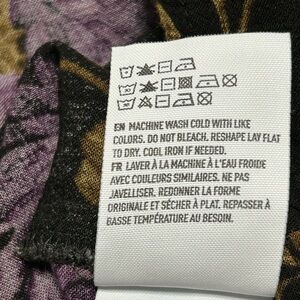 EN MACHINE WASH COLD WITH LIKE
COLORS. DO NOT BLEACH. RESHAPE LAY FLAT
TO DRY. COOL IRON IF NEEDED.
FR LAVER À LA MACHINE À L'EAU FROIDE
AVEC COULEURS SIMILAIRES. NE PAS
JAVELLISER. REDONNER LA FORME
ORIGINALE ET SÉCHER À PLAT. REPASSER À
BASSE TEMPÉRATURE AU BESOIN.